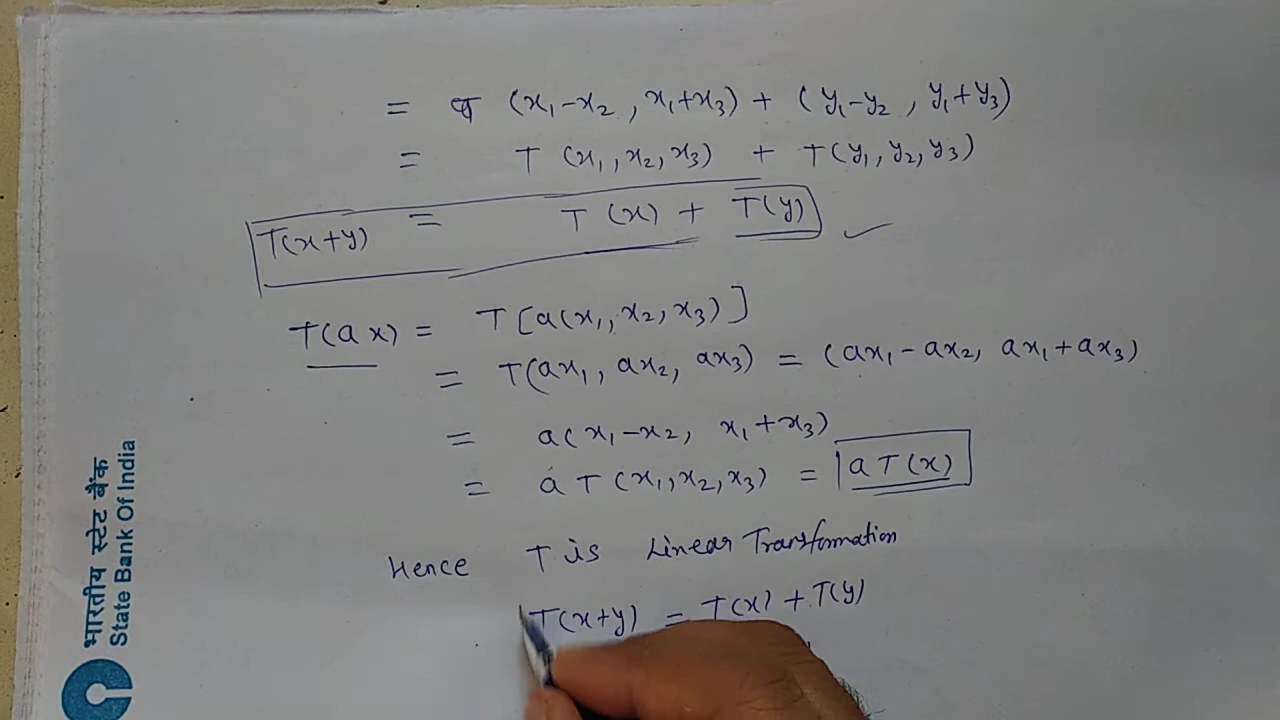 = (x₁-x₂, x₁+x₃) + (y₁-y₂, y₁+y₃)
= T (x₁, x₂, x₃) + T(y₁, y₂, y₃)
T(x+y) = T(x) + T(y) ✓
T(ax) = T[a(x₁, x₂, x₃)]
= T(ax₁, ax₂, ax₃) = (ax₁-ax₂, ax₁+ax₃)
= a(x₁-x₂, x₁+x₃)
= a T (x₁, x₂, x₃) = a T(x)
Hence T is Linear Transformation
T(x+y) = T(x) + T(y)
भारतीय स्टेट बैंक
State Bank Of India